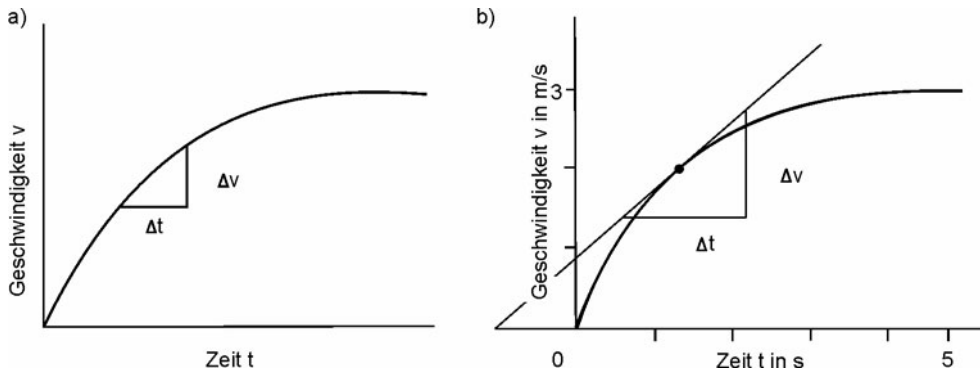 a)
Geschwindigkeit v
Δv
Δt
Zeit t
b)
Geschwindigkeit v in m/s
3
Δv
Δt
0
Zeit t in s
5